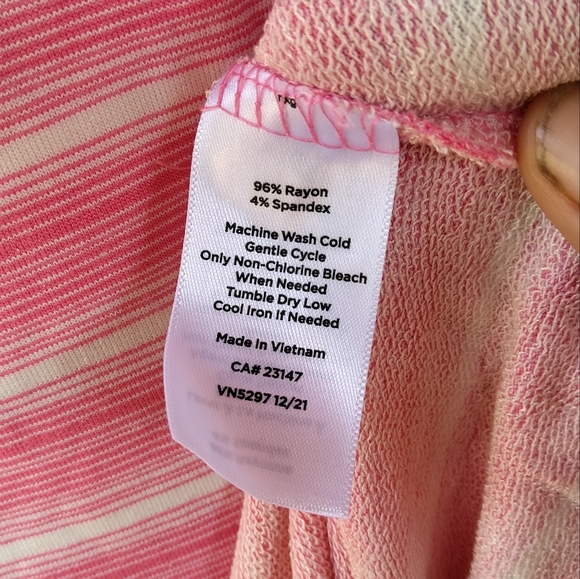 96% Rayon
4% Spandex
Machine Wash Cold
Gentle Cycle
Only Non-Chlorine Bleach
When Needed
Tumble Dry Low
Cool Iron If Needed
Made In Vietnam
CA# 23147
VN5297 12/21